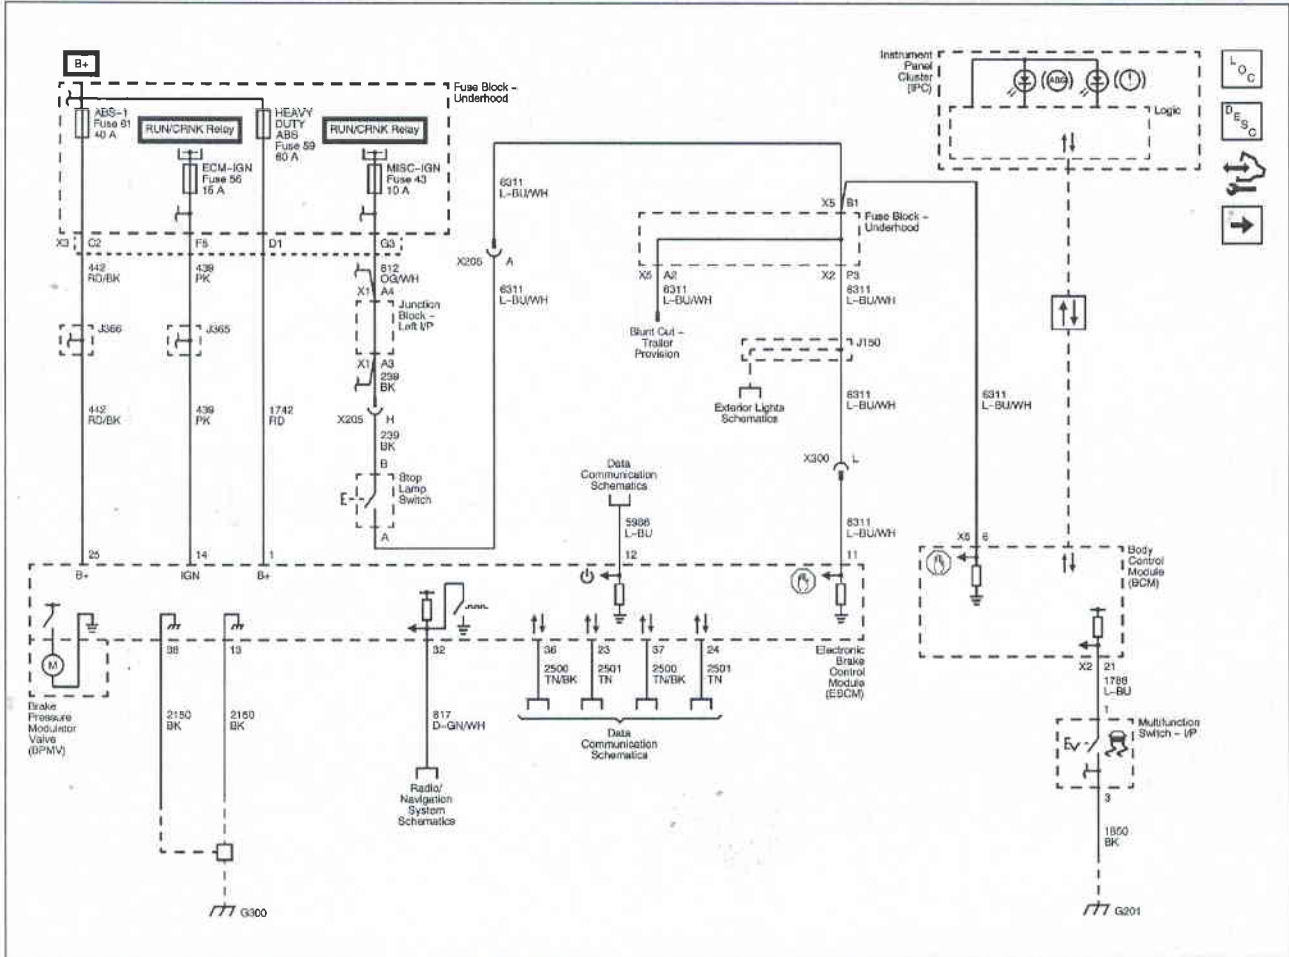 B+
Fuse Block –
Underhood
ABS-1
Fuse 61
40 A
RUN/CRNK Relay
HEAVY
DUTY
ABS
Fuse 59
60 A
RUN/CRNK Relay
ECM-IGN
Fuse 56
15 A
MISC-IGN
Fuse 43
10 A
X3
C2
F5
D1
G3
442
RD/BK
439
PK
612
OG/WH
X1
A4
Junction
Block –
Left I/P
J366
J365
X1
A3
239
BK
442
RD/BK
439
PK
1742
RD
X205
H
239
BK
B
Stop
Lamp
Switch
E
A
6311
L-BU/WH
X205
A
6311
L-BU/WH
Instrument
Panel
Cluster
(IPC)
ABS
!
Logic
L
O
C
D
E
S
C
X5
B1
Fuse Block –
Underhood
X5
A2
X2
P3
6311
L-BU/WH
6311
L-BU/WH
Blunt Cut –
Trailer
Provision
J150
Exterior Lights
Schematics
6311
L-BU/WH
6311
L-BU/WH
X300
L
Data
Communication
Schematics
5986
L-BU
6311
L-BU/WH
25
14
1
12
11
X5
6
Body
Control
Module
(BCM)
B+
IGN
B+
M
38
13
32
36
23
37
24
Electronic
Brake
Control
Module
(EBCM)
2500
TN/BK
2501
TN
2500
TN/BK
2501
TN
X2
21
1788
L-BU
Brake
Pressure
Modulator
Valve
(BPMV)
2150
BK
2150
BK
817
D-GN/WH
Data
Communication
Schematics
1
Multifunction
Switch – I/P
E
Radio/
Navigation
System
Schematics
3
1850
BK
G300
G201